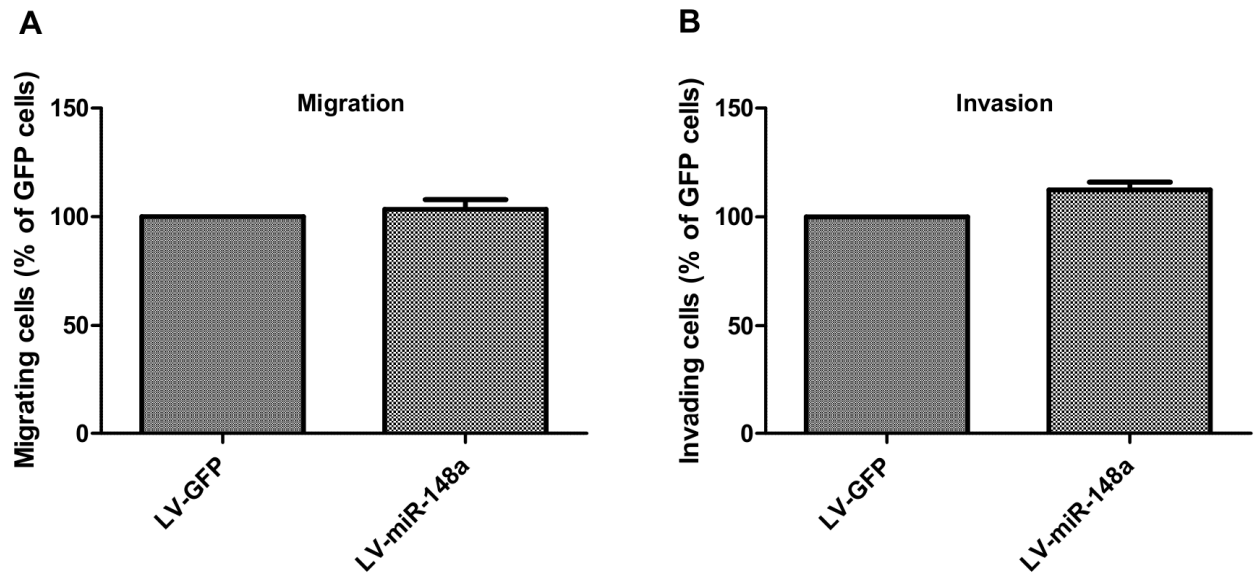 A
Migrating cells (% of GFP cells)
Migration
150
100
50
0
LV-GFP
LV-miR-148a
B
Invading cells (% of GFP cells)
Invasion
150
100
50
0
LV-GFP
LV-miR-148a